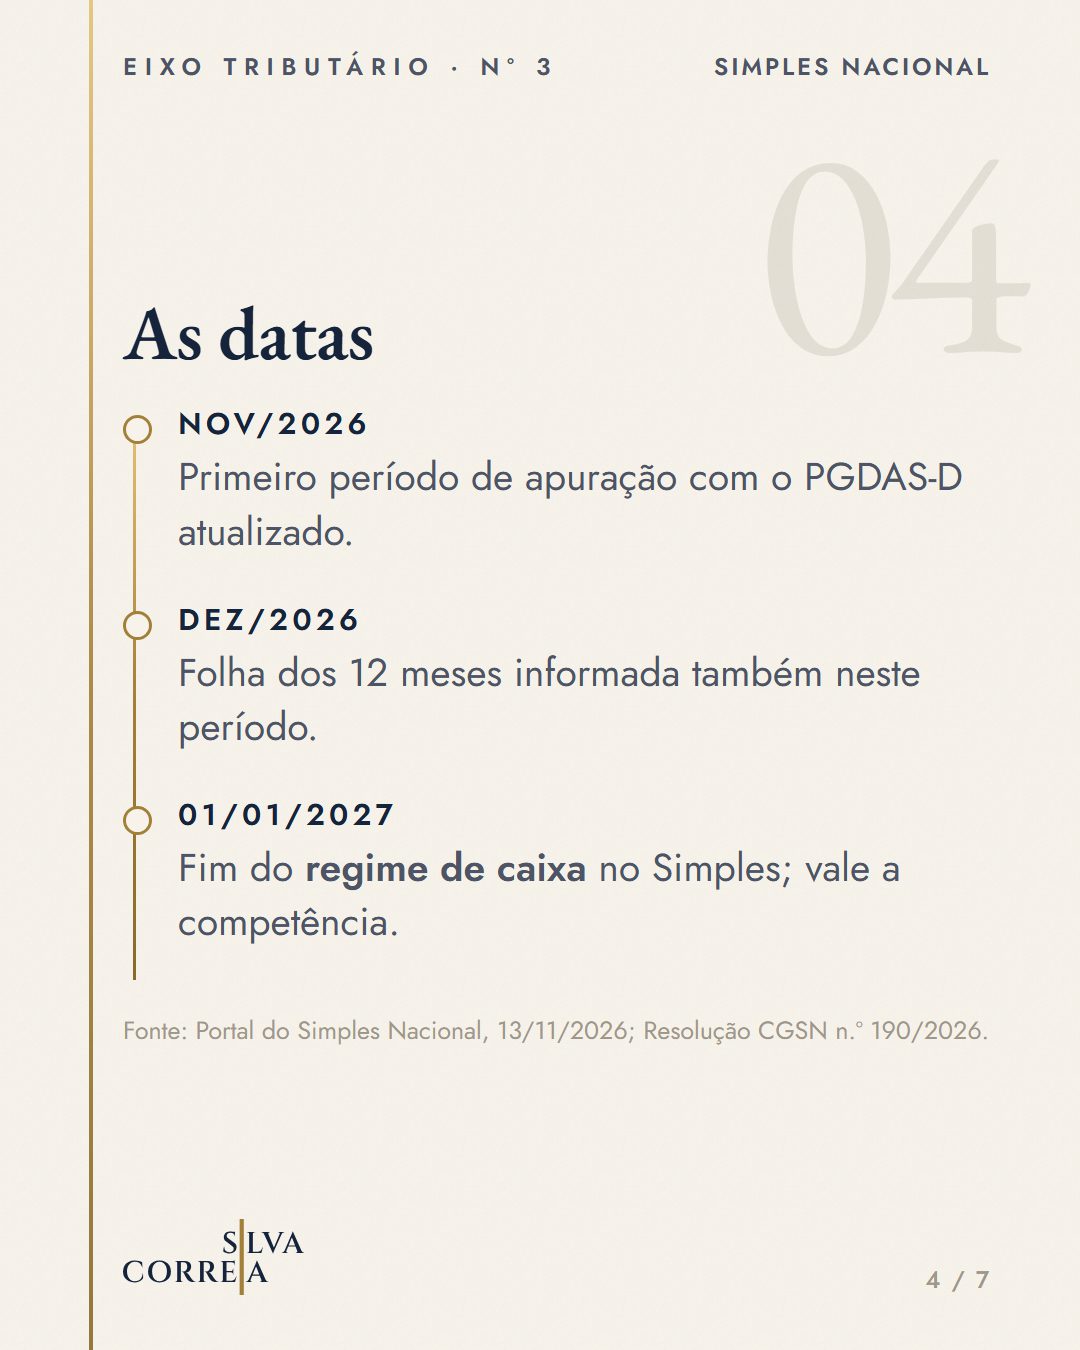 EIXO TRIBUTÁRIO · N° 3
SIMPLES NACIONAL
04
As datas
NOV/2026
Primeiro período de apuração com o PGDAS-D
atualizado.
DEZ/2026
Folha dos 12 meses informada também neste
período.
01/01/2027
Fim do regime de caixa no Simples; vale a
competência.
Fonte: Portal do Simples Nacional, 13/11/2026; Resolução CGSN n.° 190/2026.
SILVA
CORREIA
4 / 7